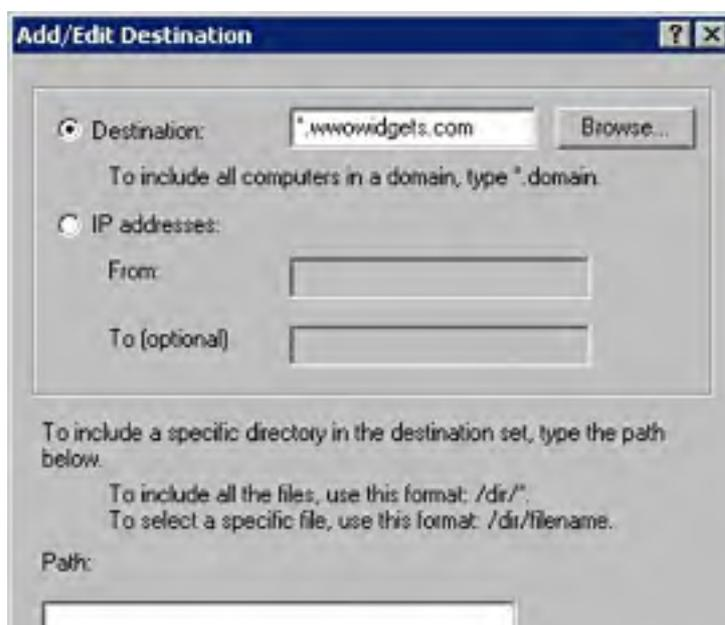 Add/Edit Destination
Destination: *.wwowidgets.com Browse...
To include all computers in a domain, type *.domain.
IP addresses:
From:
To (optional)
To include a specific directory in the destination set, type the path
below.
To include all the files, use this format: /dir/*.
To select a specific file, use this format: /dir/filename.
Path: